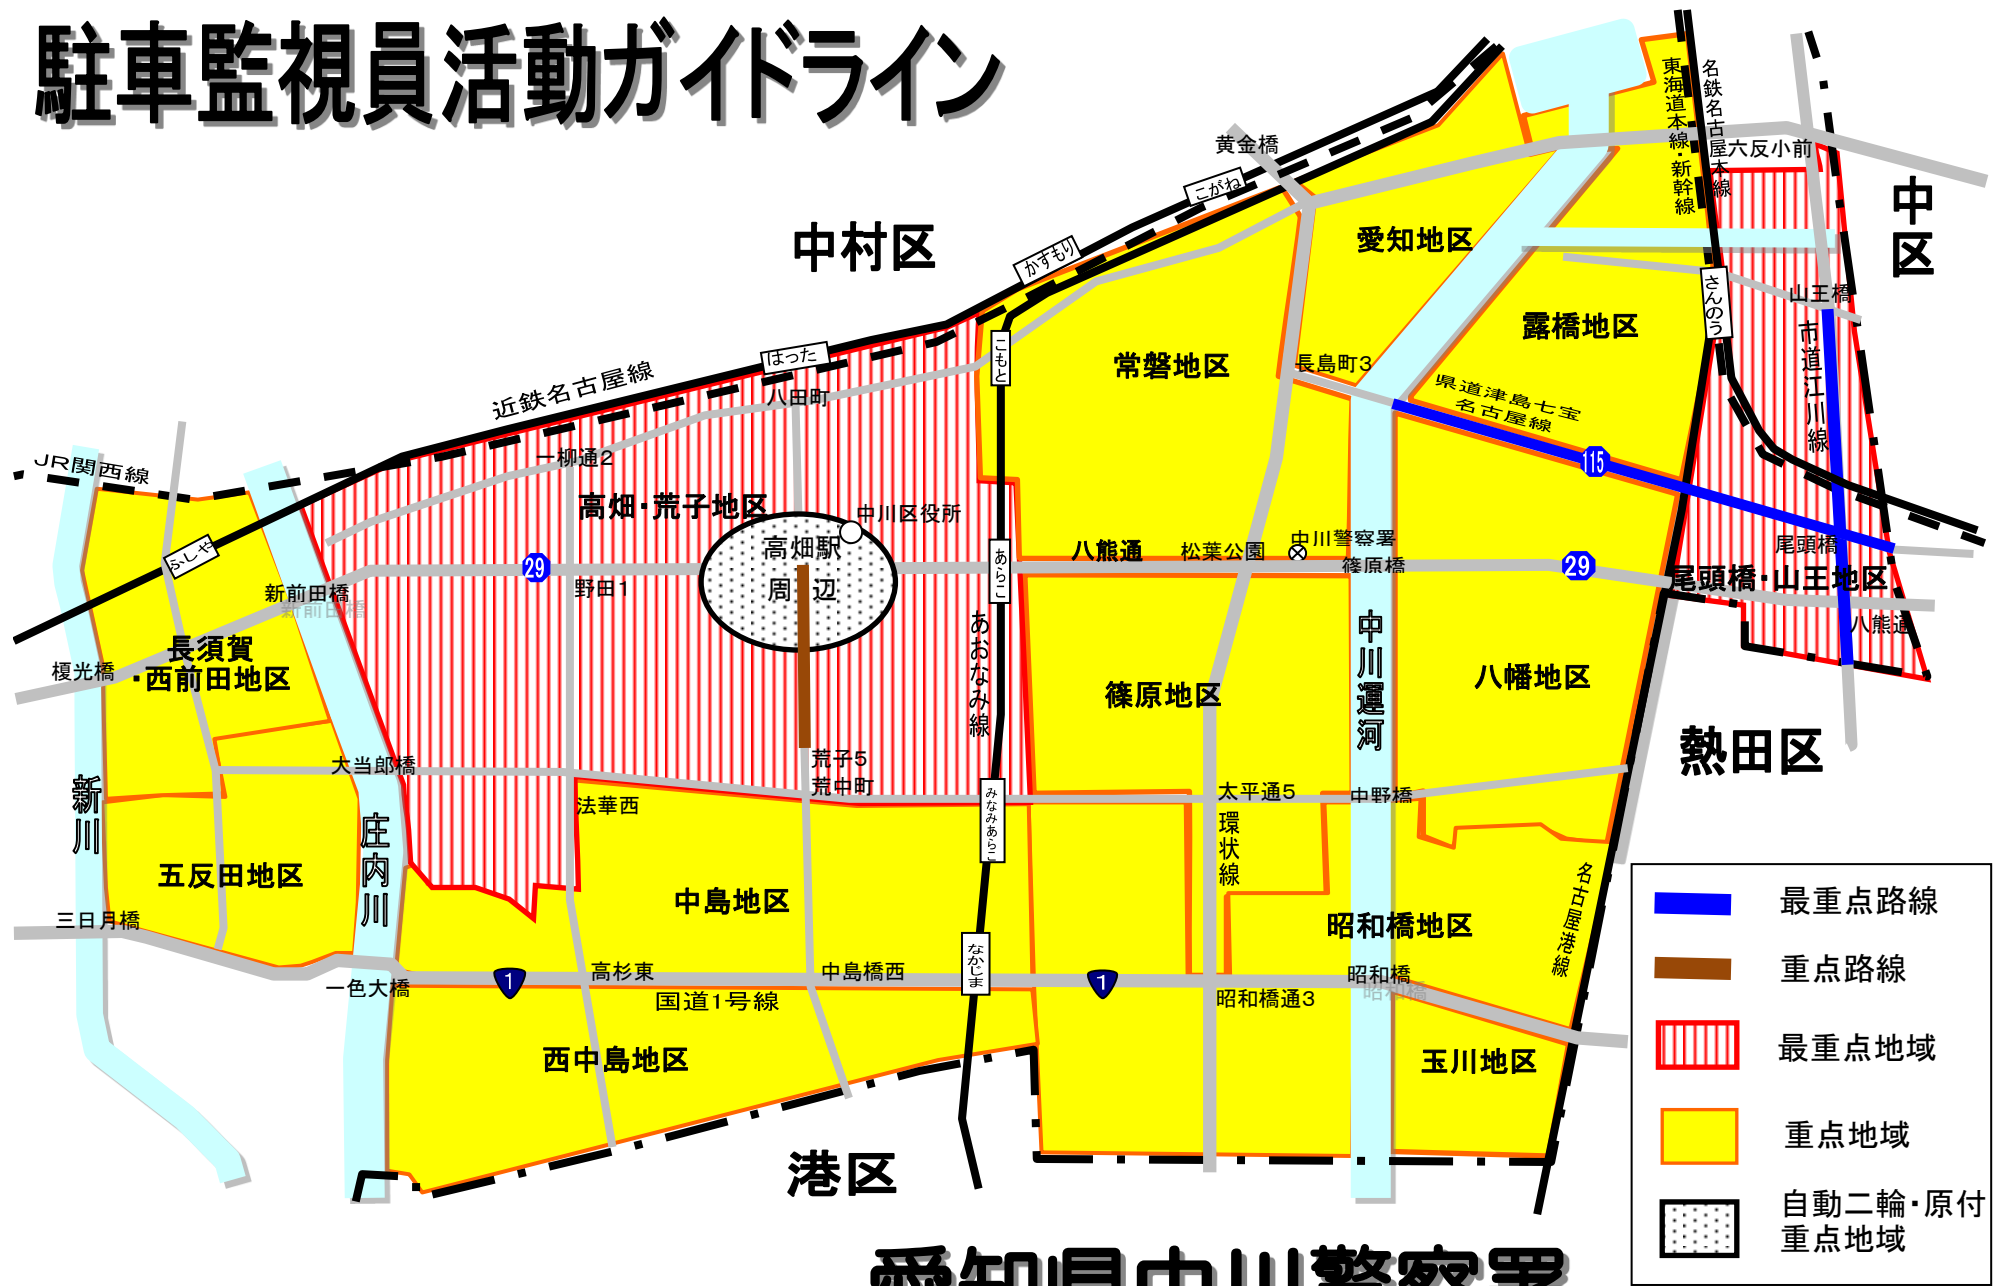 駐車監視員活動ガイドライン
中村区
中区
熱田区
港区
東海道本線・新幹線
名鉄名古屋本線
六反小前
黄金橋
こがね
かすもり
愛知地区
さんのう
山王橋
市道江川線
露橋地区
常磐地区
長島町3
こもと
はった
近鉄名古屋線
八田町
県道津島七宝
名古屋線
115
JR関西線
一柳通2
高畑・荒子地区
中川区役所
高畑駅
周 辺
29
野田1
ふしや
新前田橋
新前田橋
あらこ
八熊通
松葉公園
中川警察署
篠原橋
29
尾頭橋
尾頭橋・山王地区
八熊通
長須賀
・西前田地区
榎光橋
あおなみ線
篠原地区
中川運河
八幡地区
新川
庄内川
大当郎橋
荒子5
荒中町
法華西
みなみあらこ
太平通5
環状線
中野橋
五反田地区
三日月橋
中島地区
昭和橋地区
名古屋港線
一色大橋
1
高杉東
国道1号線
中島橋西
なかじま
1
昭和橋通3
昭和橋
昭和橋
西中島地区
玉川地区
最重点路線
重点路線
最重点地域
重点地域
自動二輪・原付
重点地域
愛知県中川警察署